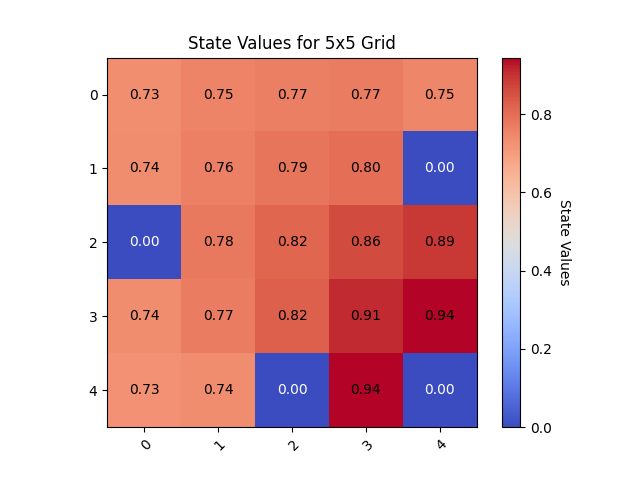 State Values for 5x5 Grid
0 0.73 0.75 0.77 0.77 0.75
1 0.74 0.76 0.79 0.80 0.00
2 0.00 0.78 0.82 0.86 0.89
3 0.74 0.77 0.82 0.91 0.94
4 0.73 0.74 0.00 0.94 0.00
0 1 2 3 4
0.8
0.6
0.4
0.2
0.0
State Values